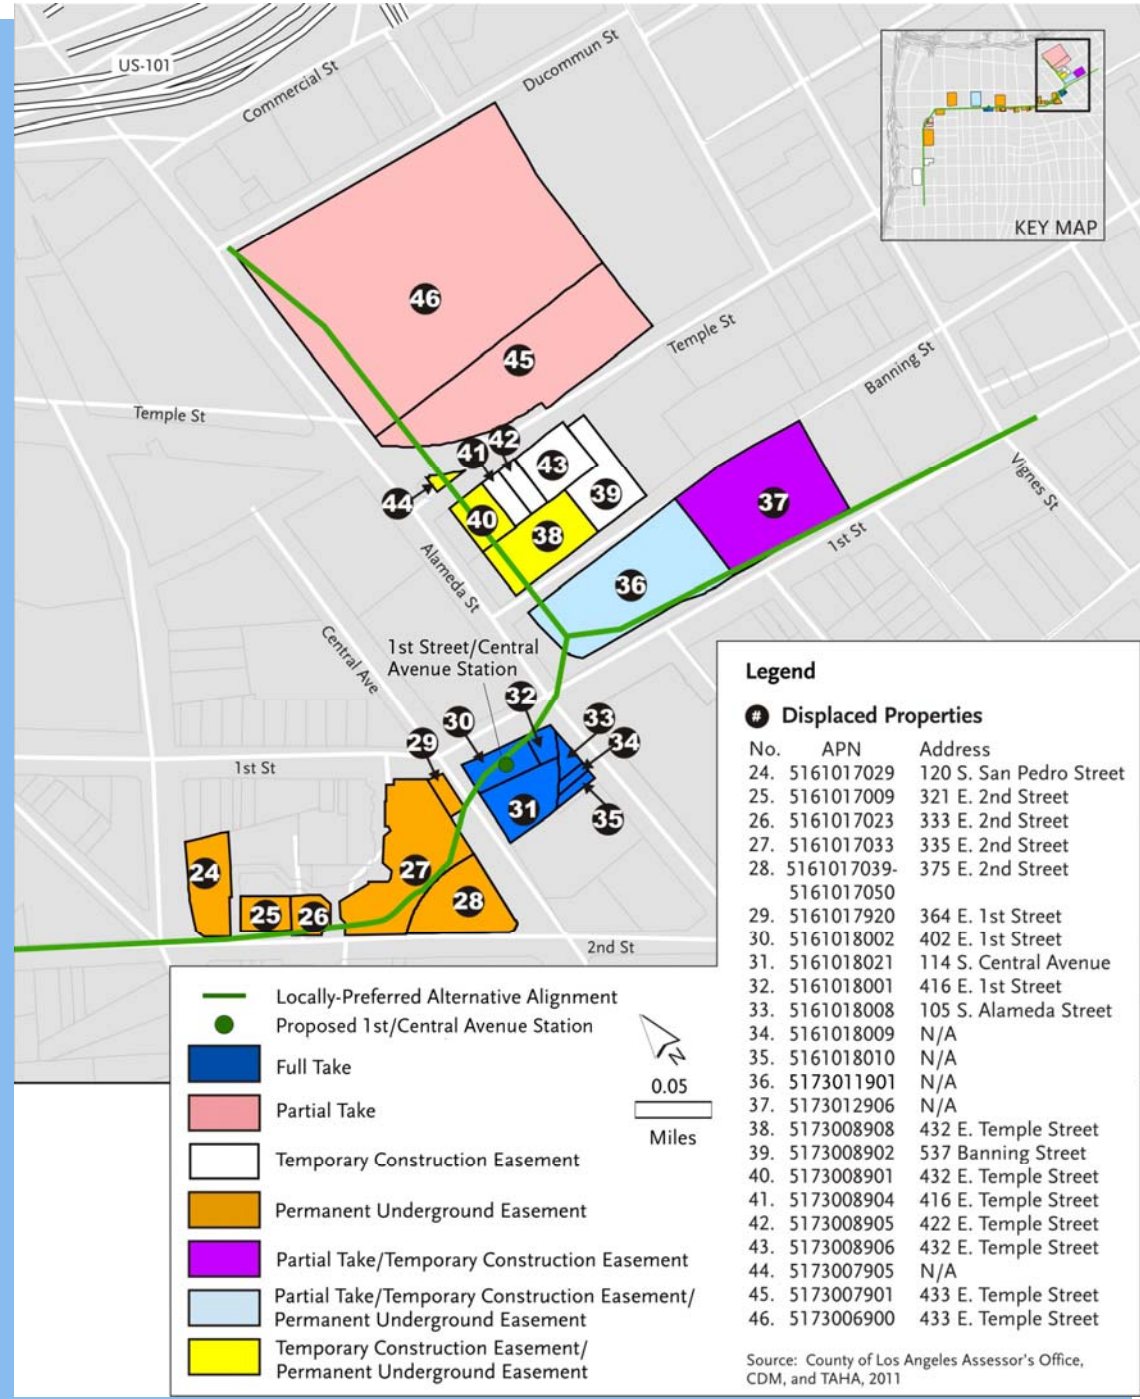 US-101
Commercial St
Ducommun St
KEY MAP
46
45
Temple St
Banning St
Temple St
42
41
43
39
37
44
40
38
Vignes St
1st St
Alameda St
36
Central Ave
1st Street/Central
Avenue Station
32
30
33
29
34
1st St
31
35
24
27
25
26
28
2nd St
Legend
# Displaced Properties
No. APN Address
24. 5161017029 120 S. San Pedro Street
25. 5161017009 321 E. 2nd Street
26. 5161017023 333 E. 2nd Street
27. 5161017033 335 E. 2nd Street
28. 5161017039- 375 E. 2nd Street
5161017050
29. 5161017920 364 E. 1st Street
30. 5161018002 402 E. 1st Street
31. 5161018021 114 S. Central Avenue
32. 5161018001 416 E. 1st Street
33. 5161018008 105 S. Alameda Street
34. 5161018009 N/A
35. 5161018010 N/A
36. 5173011901 N/A
37. 5173012906 N/A
38. 5173008908 432 E. Temple Street
39. 5173008902 537 Banning Street
40. 5173008901 432 E. Temple Street
41. 5173008904 416 E. Temple Street
42. 5173008905 422 E. Temple Street
43. 5173008906 432 E. Temple Street
44. 5173007905 N/A
45. 5173007901 433 E. Temple Street
46. 5173006900 433 E. Temple Street
Source: County of Los Angeles Assessor's Office,
CDM, and TAHA, 2011
Locally-Preferred Alternative Alignment
Proposed 1st/Central Avenue Station
Full Take
Partial Take
Temporary Construction Easement
Permanent Underground Easement
Partial Take/Temporary Construction Easement
Partial Take/Temporary Construction Easement/
Permanent Underground Easement
Temporary Construction Easement/
Permanent Underground Easement
N
0.05
Miles